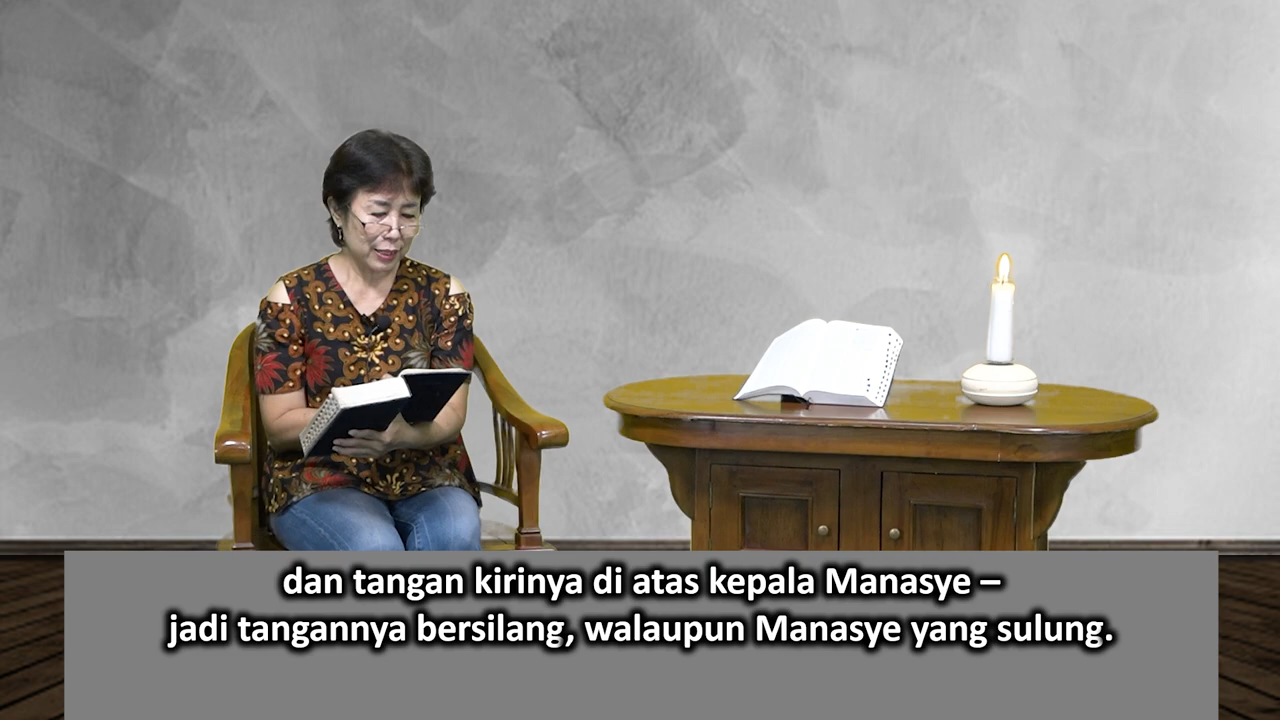 dan tangan kirinya di atas kepala Manasye –
jadi tangannya bersilang, walaupun Manasye yang sulung.